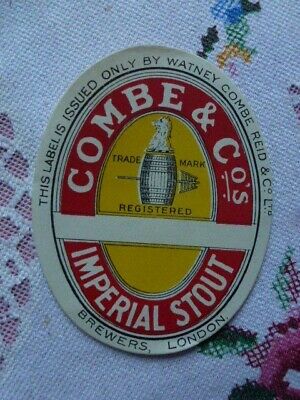 THIS LABEL IS ISSUED ONLY BY WATNEY COMBE REID & Co LTD
COMBE & Co's
TRADE MARK
REGISTERED
IMPERIAL STOUT
BREWERS, LONDON.